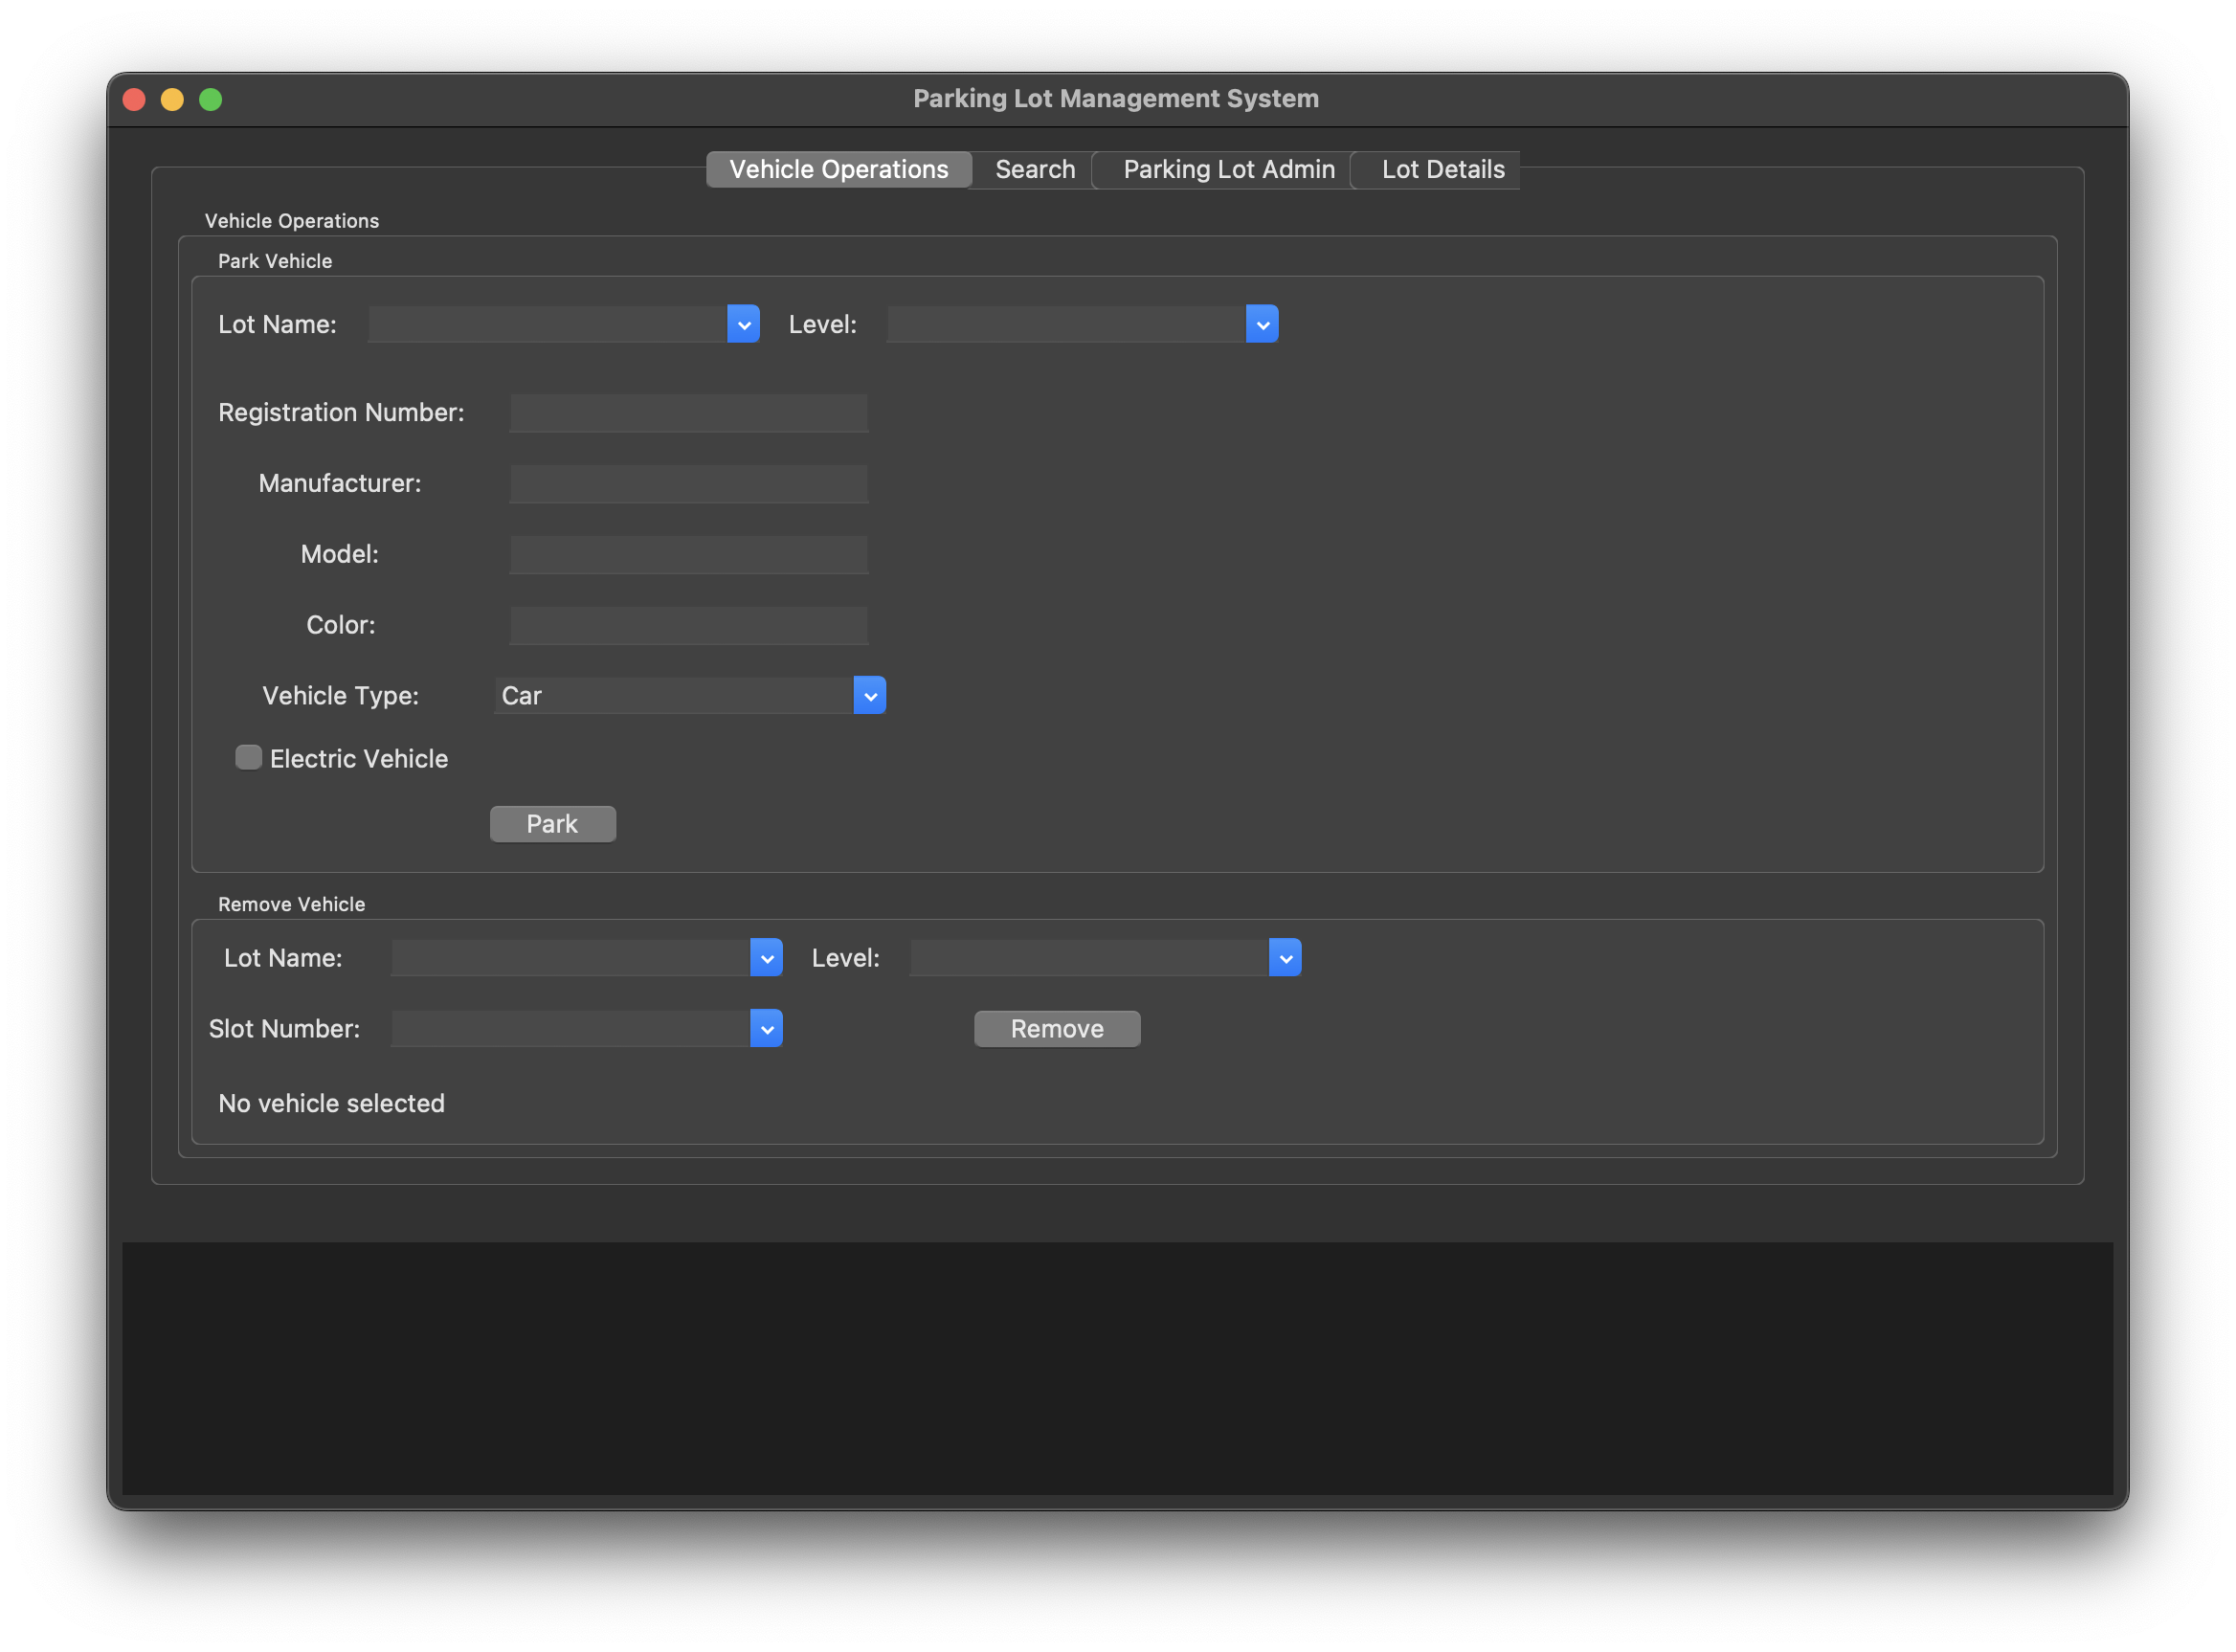 Parking Lot Management System
Vehicle Operations Search Parking Lot Admin Lot Details
Vehicle Operations
Park Vehicle
Lot Name: Level:
Registration Number:
Manufacturer:
Model:
Color:
Vehicle Type: Car
Electric Vehicle
Park
Remove Vehicle
Lot Name: Level:
Slot Number: Remove
No vehicle selected